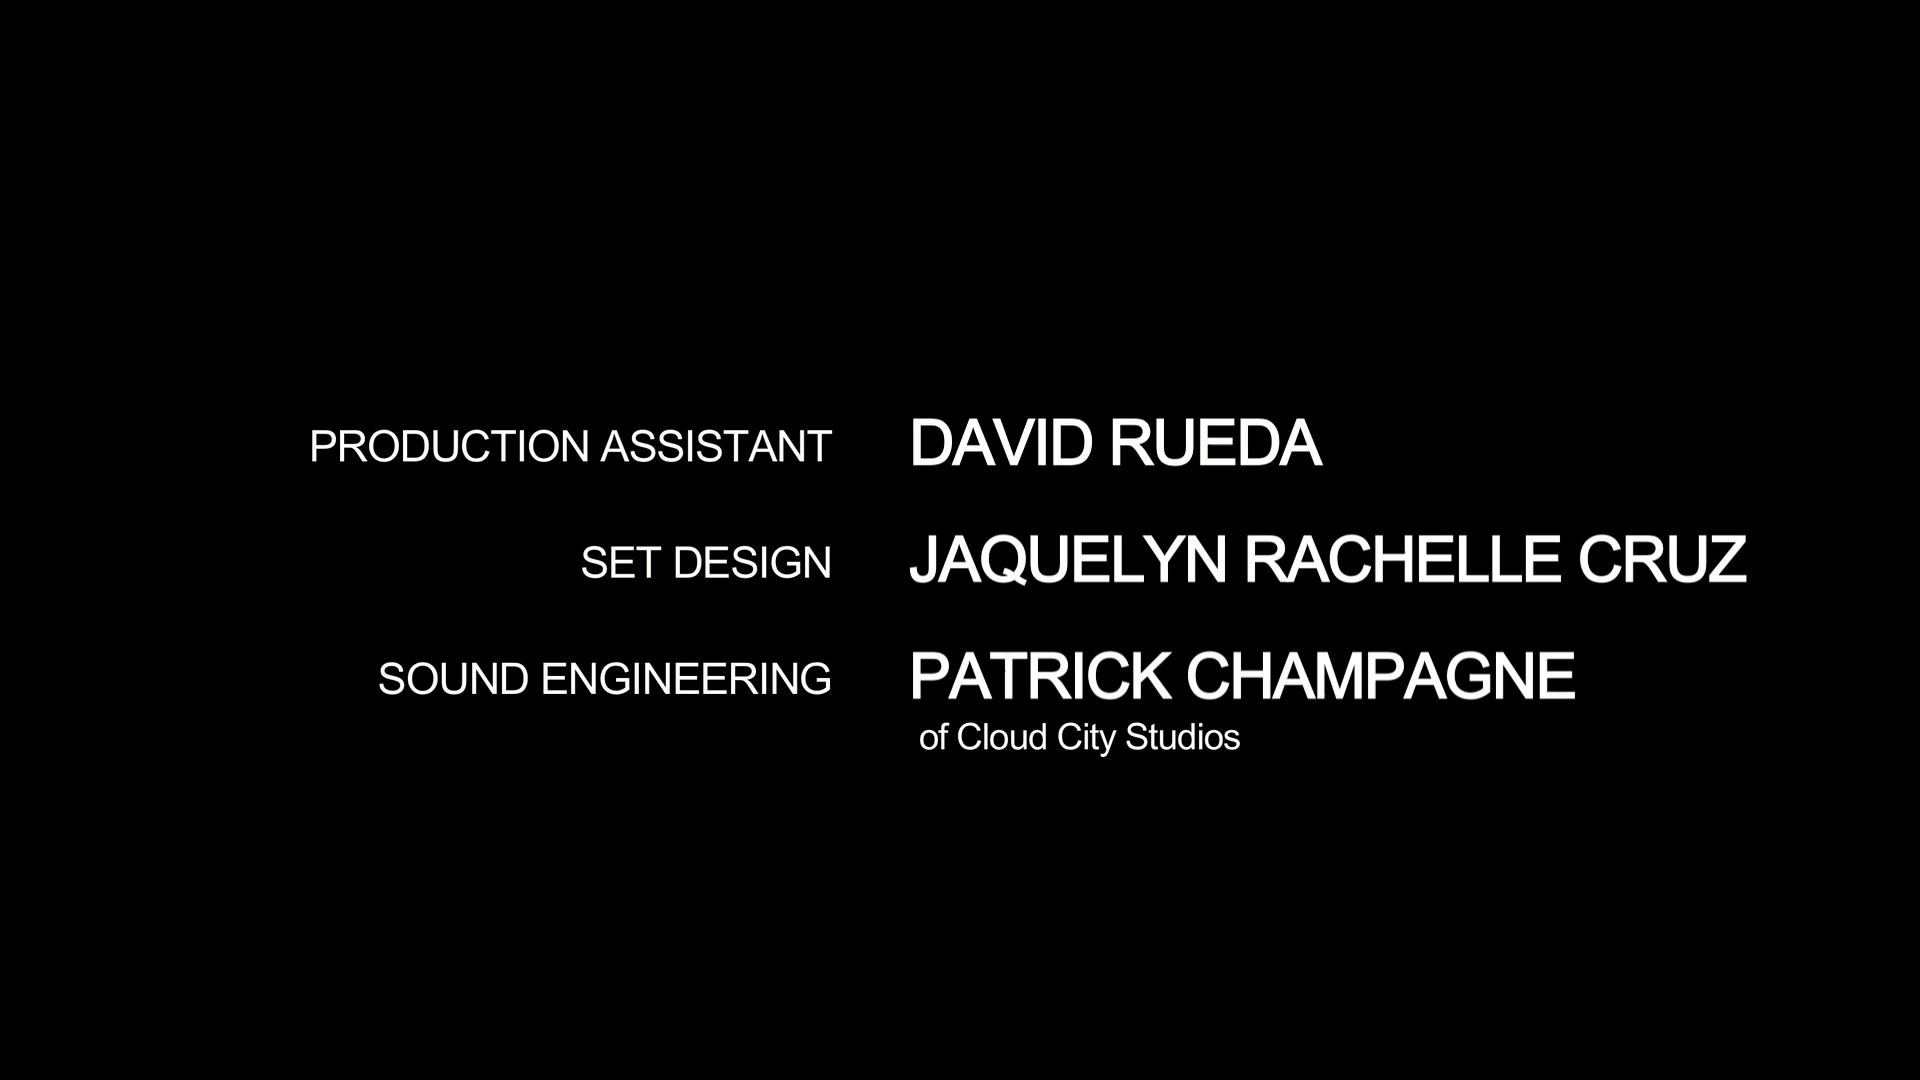 PRODUCTION ASSISTANT DAVID RUEDA
SET DESIGN JAQUELYN RACHELLE CRUZ
SOUND ENGINEERING PATRICK CHAMPAGNE
of Cloud City Studios